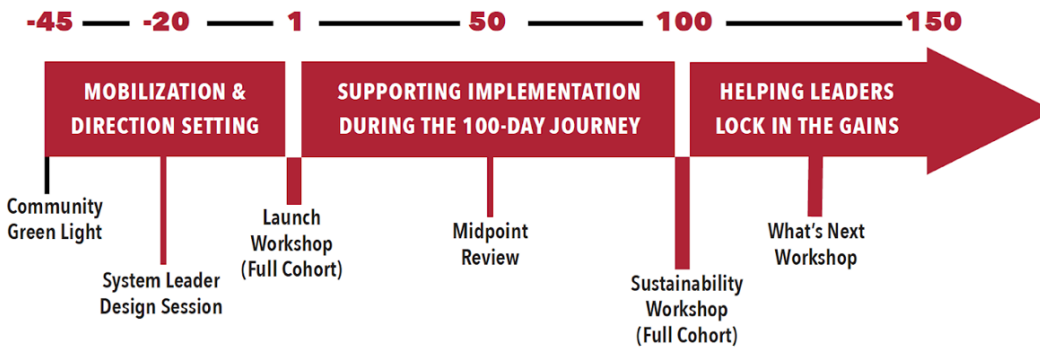 -45 -20 1 50 100 150
MOBILIZATION &
DIRECTION SETTING
SUPPORTING IMPLEMENTATION
DURING THE 100-DAY JOURNEY
HELPING LEADERS
LOCK IN THE GAINS
Community
Green Light
System Leader
Design Session
Launch
Workshop
(Full Cohort)
Midpoint
Review
Sustainability
Workshop
(Full Cohort)
What's Next
Workshop